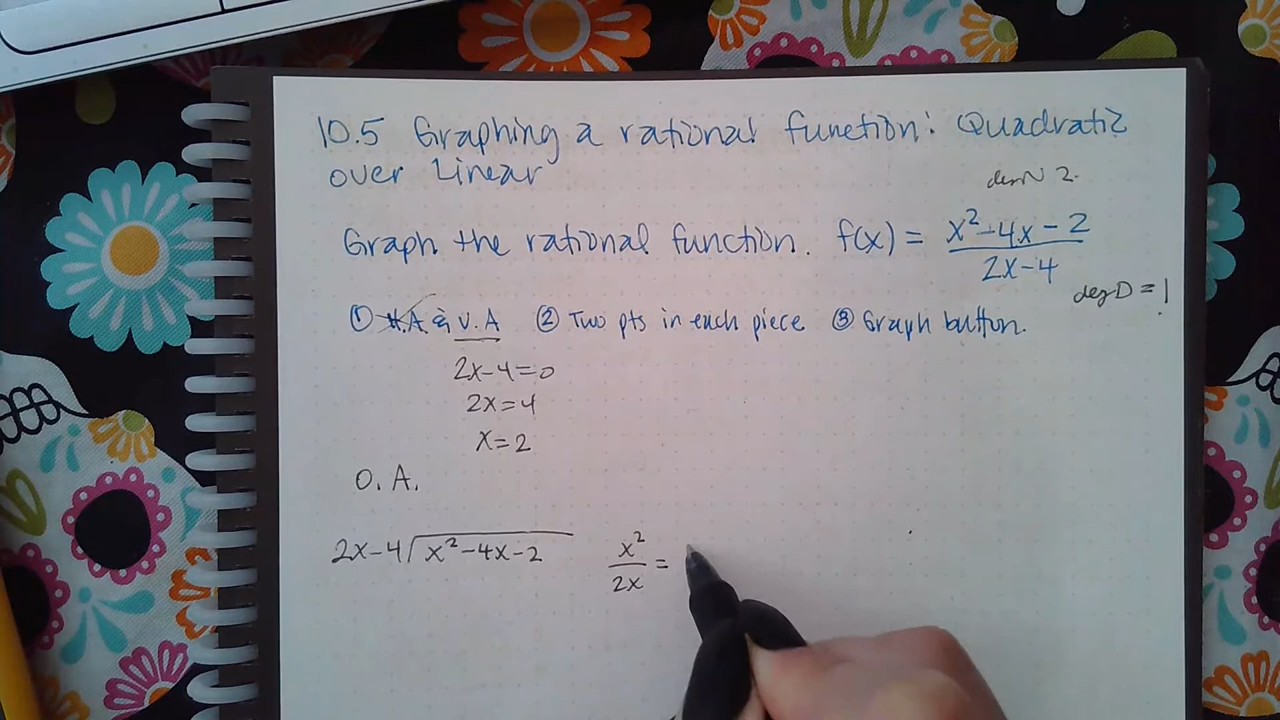 10.5 Graphing a rational function: Quadratic
over Linear
deg N 2
Graph the rational function. f(x) = x²-4x-2 / 2x-4
deg D = 1
① H.A & V.A ② Two pts in each piece ③ Graph button.
2x-4=0
2x=4
x=2
O.A.
2x-4 x²-4x-2 x²/2x =